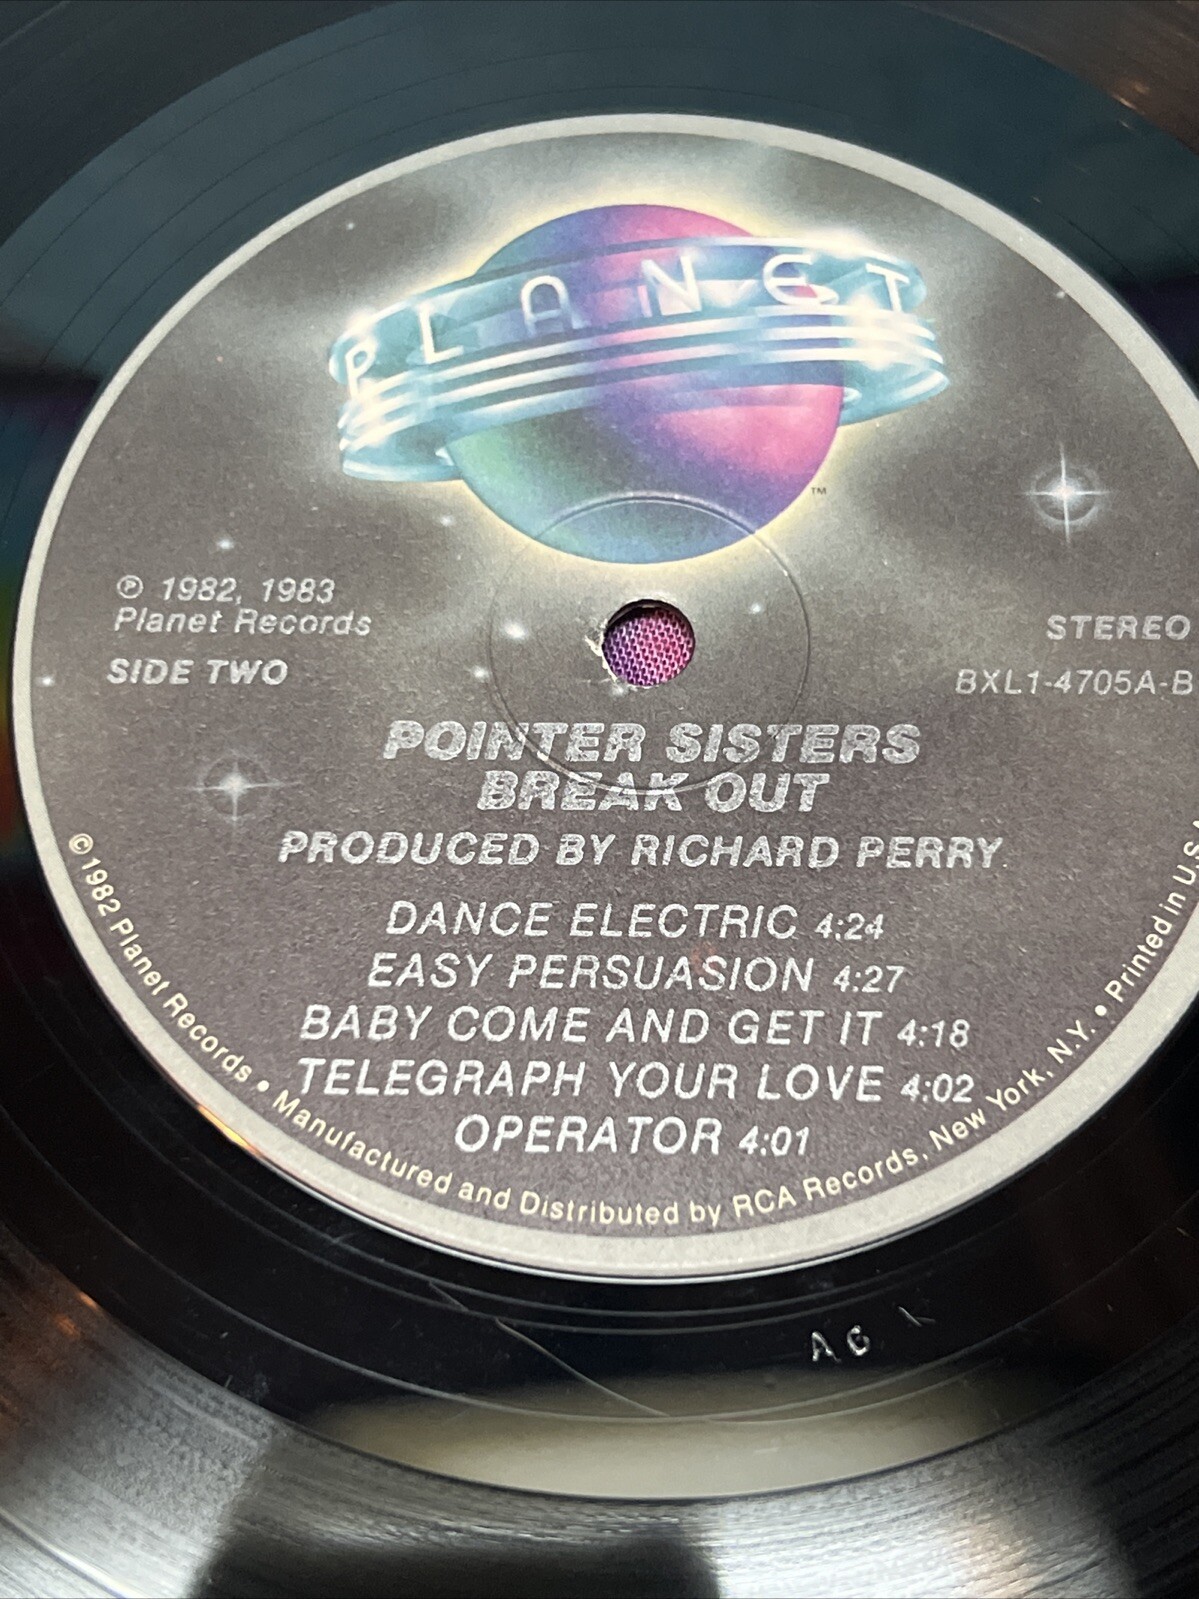 PLANET
™
℗ 1982, 1983
Planet Records
SIDE TWO
STEREO
BXL1-4705A-B
POINTER SISTERS
BREAK OUT
PRODUCED BY RICHARD PERRY
DANCE ELECTRIC 4:24
EASY PERSUASION 4:27
BABY COME AND GET IT 4:18
TELEGRAPH YOUR LOVE 4:02
OPERATOR 4:01
© 1982 Planet Records • Manufactured and Distributed by RCA Records, New York, N.Y. • Printed in U.S.
A G K